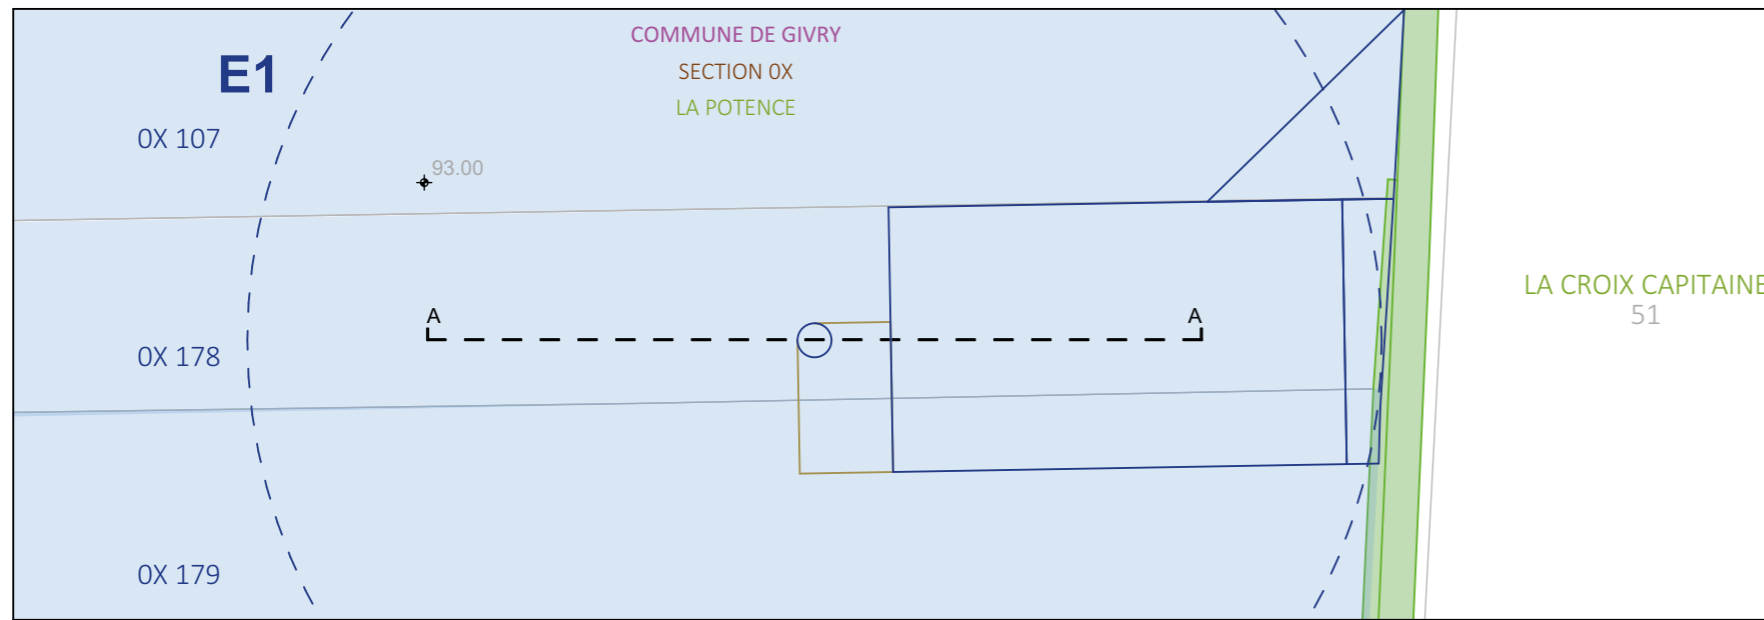 COMMUNE DE GIVRY
SECTION 0X
LA POTENCE
E1
0X 107
93.00
A A
0X 178
LA CROIX CAPITAINE
51
0X 179